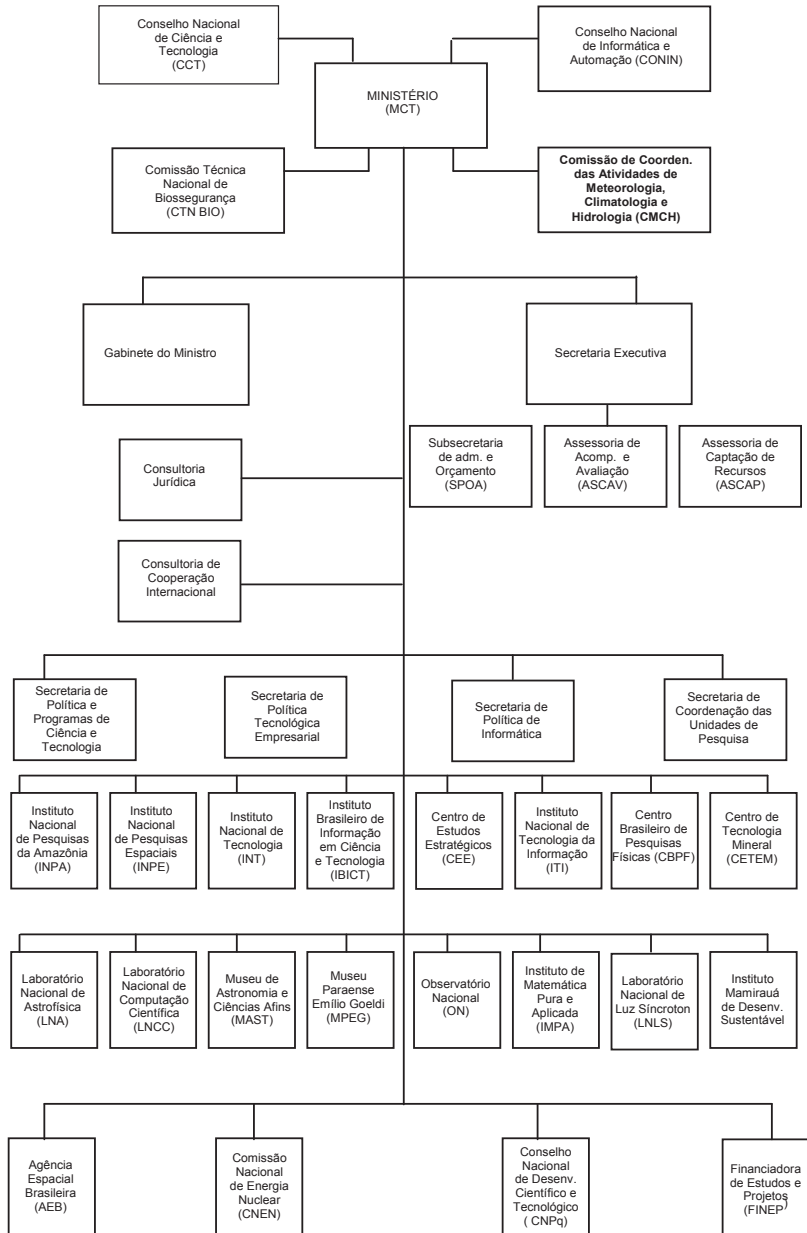 Conselho Nacional
de Ciência e
Tecnologia
(CCT)
Conselho Nacional
de Informática e
Automação (CONIN)
MINISTÉRIO
(MCT)
Comissão Técnica
Nacional de
Biossegurança
(CTN BIO)
Comissão de Coorden.
das Atividades de
Meteorologia,
Climatologia e
Hidrologia (CMCH)
Gabinete do Ministro
Secretaria Executiva
Subsecretaria
de adm. e
Orçamento
(SPOA)
Assessoria de
Acomp. e
Avaliação
(ASCAV)
Assessoria de
Captação de
Recursos
(ASCAP)
Consultoria
Jurídica
Consultoria de
Cooperação
Internacional
Secretaria de
Política e
Programas de
Ciência e
Tecnologia
Secretaria de
Política
Tecnológica
Empresarial
Secretaria de
Política de
Informática
Secretaria de
Coordenação das
Unidades de
Pesquisa
Instituto
Nacional
de Pesquisas
da Amazônia
(INPA)
Instituto
Nacional
de Pesquisas
Espaciais
(INPE)
Instituto
Nacional de
Tecnologia
(INT)
Instituto
Brasileiro de
Informação
em Ciência
e Tecnologia
(IBICT)
Centro de
Estudos
Estratégicos
(CEE)
Instituto
Nacional de
Tecnologia da
Informação
(ITI)
Centro
Brasileiro de
Pesquisas
Físicas (CBPF)
Centro de
Tecnologia
Mineral
(CETEM)
Laboratório
Nacional de
Astrofísica
(LNA)
Laboratório
Nacional de
Computação
Científica
(LNCC)
Museu de
Astronomia e
Ciências Afins
(MAST)
Museu
Paraense
Emílio Goeldi
(MPEG)
Observatório
Nacional
(ON)
Instituto de
Matemática
Pura e
Aplicada
(IMPA)
Laboratório
Nacional de
Luz Síncroton
(LNLS)
Instituto
Mamirauá
de Desenv.
Sustentável
Agência
Espacial
Brasileira
(AEB)
Comissão
Nacional
de Energia
Nuclear
(CNEN)
Conselho
Nacional
de Desenv.
Científico e
Tecnológico
( CNPq)
Financiadora
de Estudos e
Projetos
(FINEP)